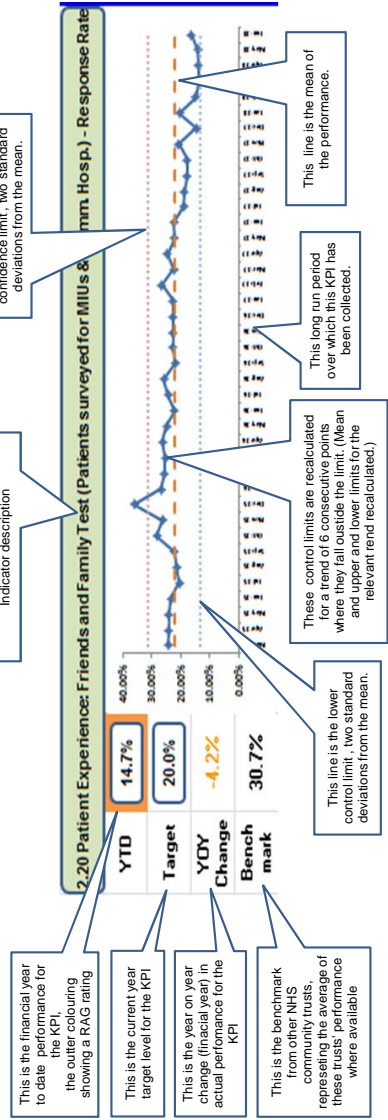 Indicator description
confidence limit , two standard
deviations from the mean.
2.20 Patient Experience: Friends and Family Test (Patients surveyed for MIUs &
mm. Hosp.) - Response Rate
YTD
14.7%
Target
20.0%
YOY
Change
-4.2%
Bench
mark
30.7%
40.00%
30.00%
20.00%
10.00%
0.00%
This is the financial year
to date performance for
the KPI,
the outter colouring
showing a RAG rating
This is the current year
target level for the KPI
This is the year on year
change (finacial year) in
actual perfomance for the
KPI
This is the benchmark
from other NHS
community trusts,
represeting the average of
these trusts' performance
where available
This line is the lower
control limit , two standard
deviations from the mean.
These control limits are recalculated
for a trend of 6 consecutive points
where they fall oustide the limit. (Mean
and upper and lower limits for the
relevant rend recalculated.)
This long run period
over which this KPI has
been collected.
This line is the mean of
the performance.